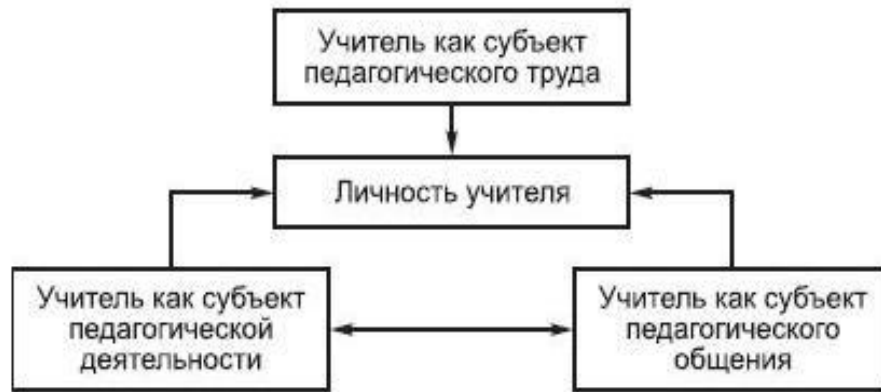 Учитель как субъект
педагогического труда
Личность учителя
Учитель как субъект
педагогической
деятельности
Учитель как субъект
педагогического
общения